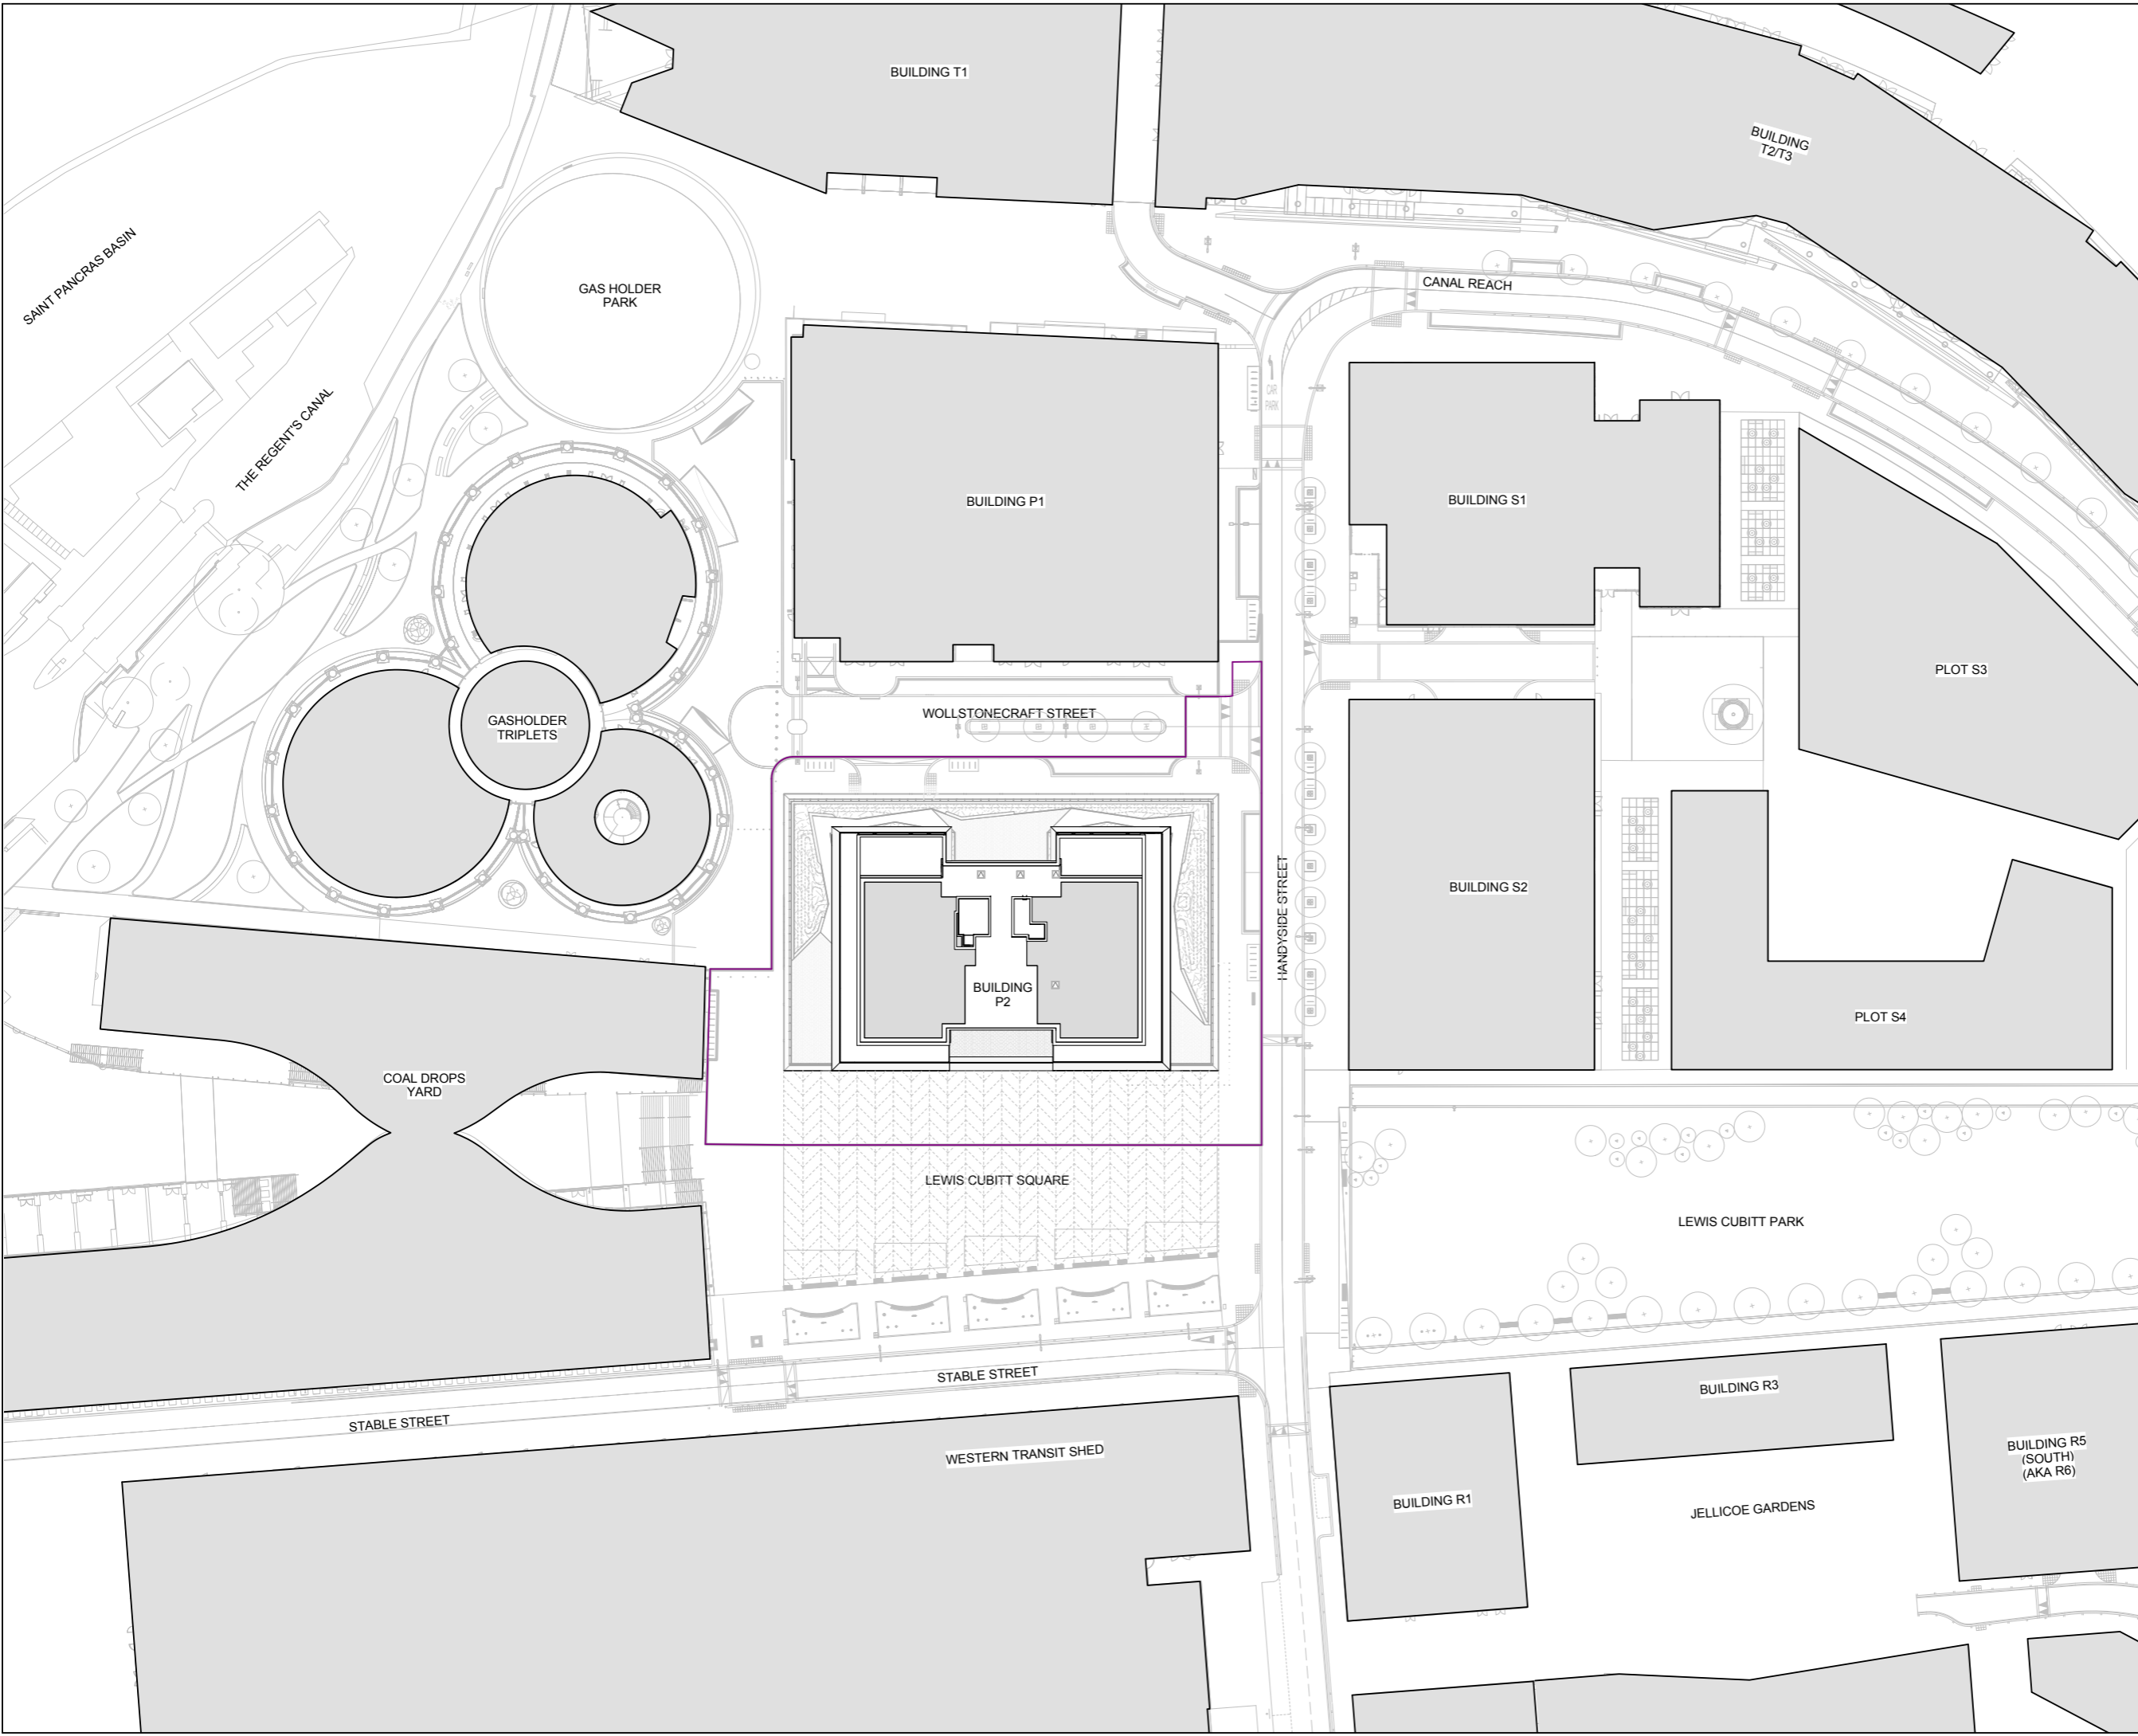 BUILDING T1
BUILDING
T2/T3
SAINT PANCRAS BASIN
GAS HOLDER
PARK
CANAL REACH
CAR
PARK
THE REGENT'S CANAL
BUILDING P1
BUILDING S1
PLOT S3
GASHOLDER
TRIPLETS
WOLLSTONECRAFT STREET
HANDYSIDE STREET
BUILDING S2
BUILDING
P2
PLOT S4
COAL DROPS
YARD
LEWIS CUBITT SQUARE
LEWIS CUBITT PARK
STABLE STREET
STABLE STREET
BUILDING R3
WESTERN TRANSIT SHED
BUILDING R5
(SOUTH)
(AKA R6)
BUILDING R1
JELLICOE GARDENS